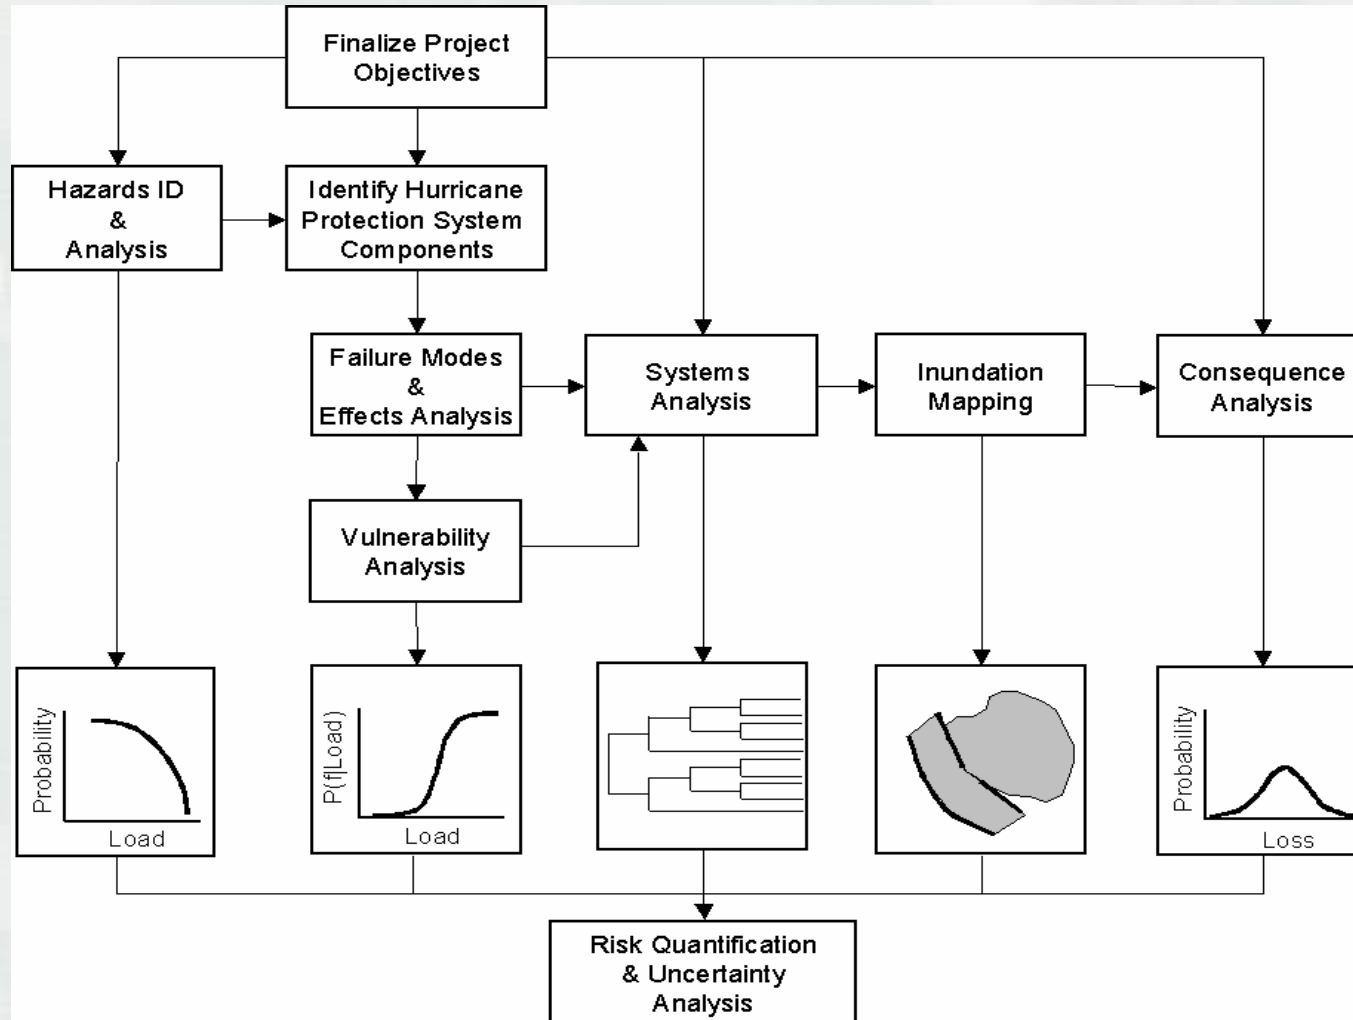 Finalize Project
Objectives
Hazards ID
&
Analysis
Identify Hurricane
Protection System
Components
Failure Modes
&
Effects Analysis
Systems
Analysis
Inundation
Mapping
Consequence
Analysis
Vulnerability
Analysis
Probability
Load
P(f|Load)
Load
Probability
Loss
Risk Quantification
& Uncertainty
Analysis